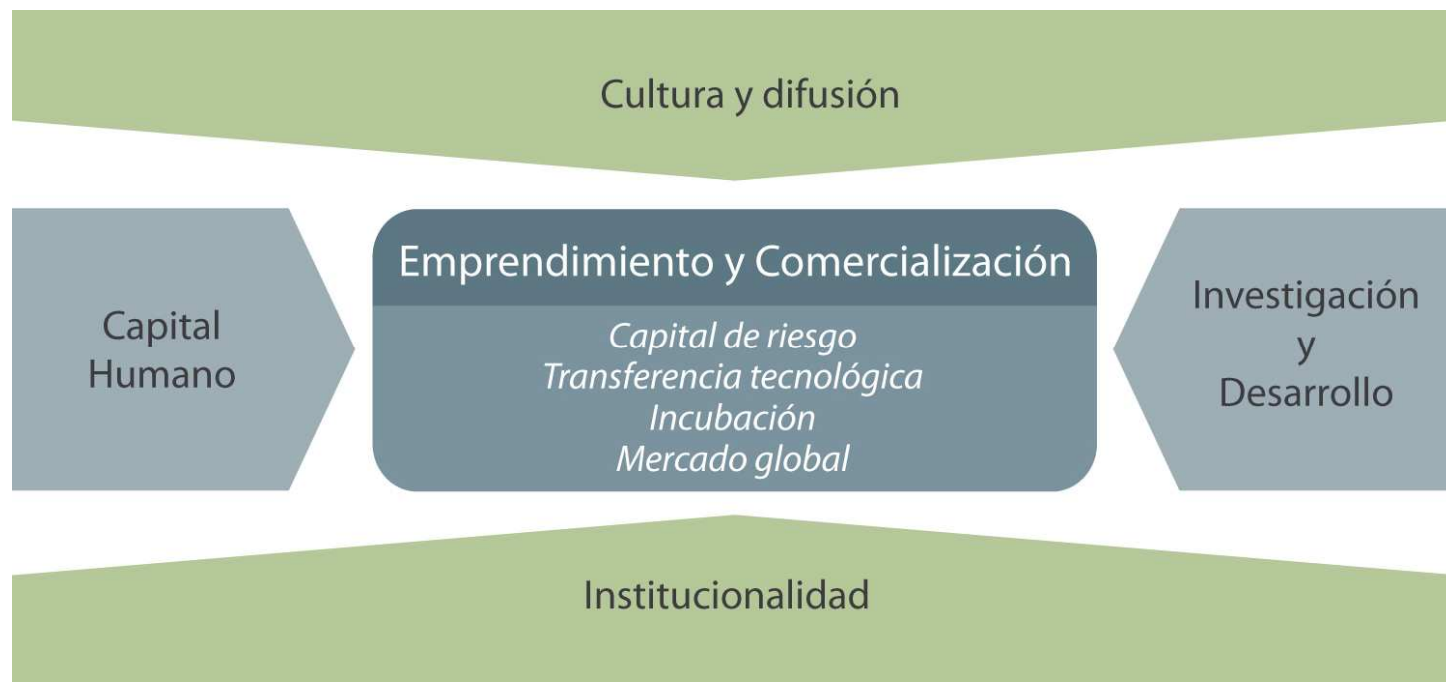 Cultura y difusión
Capital
Humano
Emprendimiento y Comercialización
Capital de riesgo
Transferencia tecnológica
Incubación
Mercado global
Investigación
y
Desarrollo
Institucionalidad